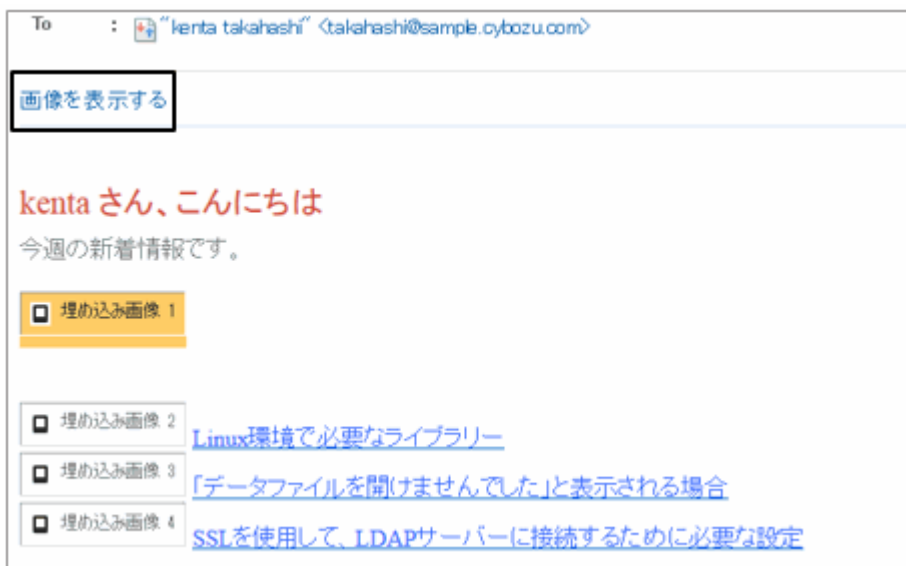 To : "kenta takahashi" <takahashi@sample.cybozu.com>
画像を表示する
kenta さん、こんにちは
今週の新着情報です。
埋め込み画像 1
埋め込み画像 2 Linux環境で必要なライブラリー
埋め込み画像 3 「データファイルを開けませんでした」と表示される場合
埋め込み画像 4 SSLを使用して、LDAPサーバーに接続するために必要な設定